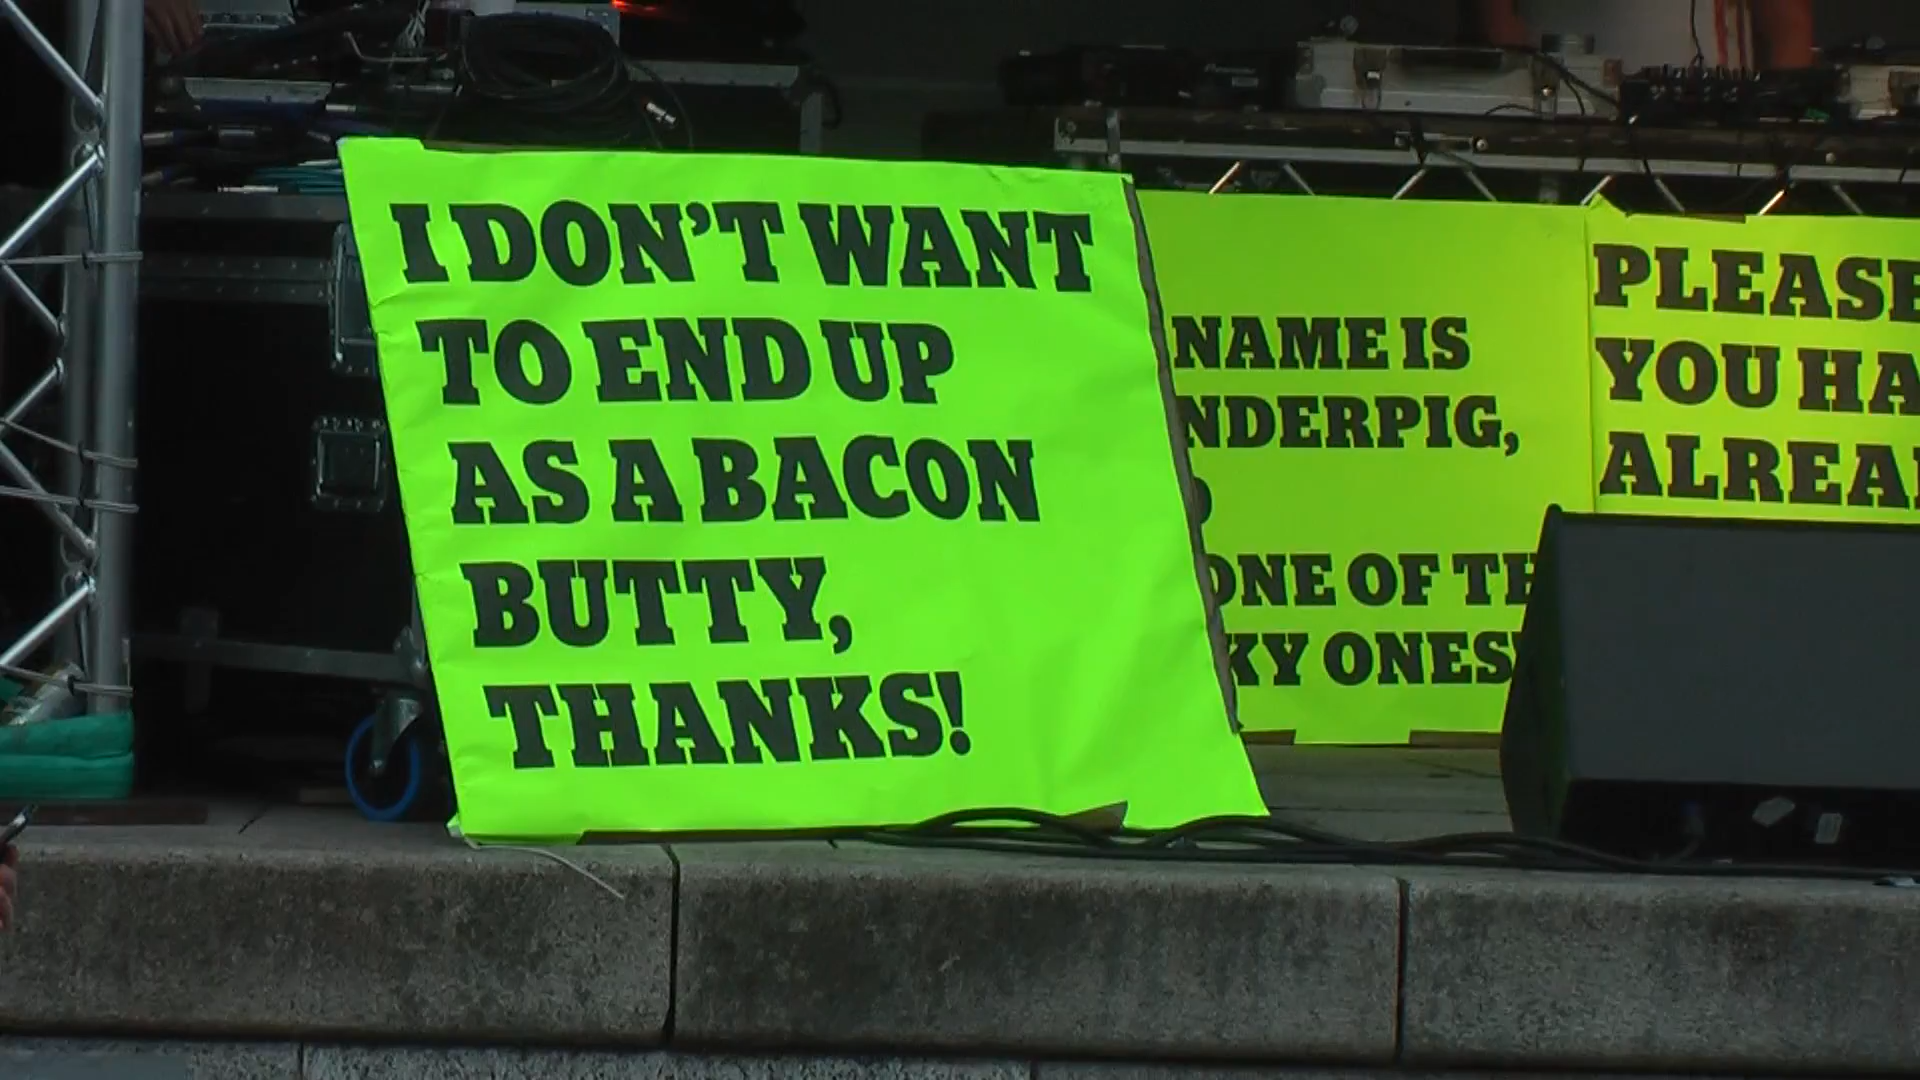 I DON'T WANT
TO END UP
AS A BACON
BUTTY,
THANKS!
NAME IS
NDERPIG,
ONE OF TH
KY ONES
PLEASE
YOU HA
ALREA